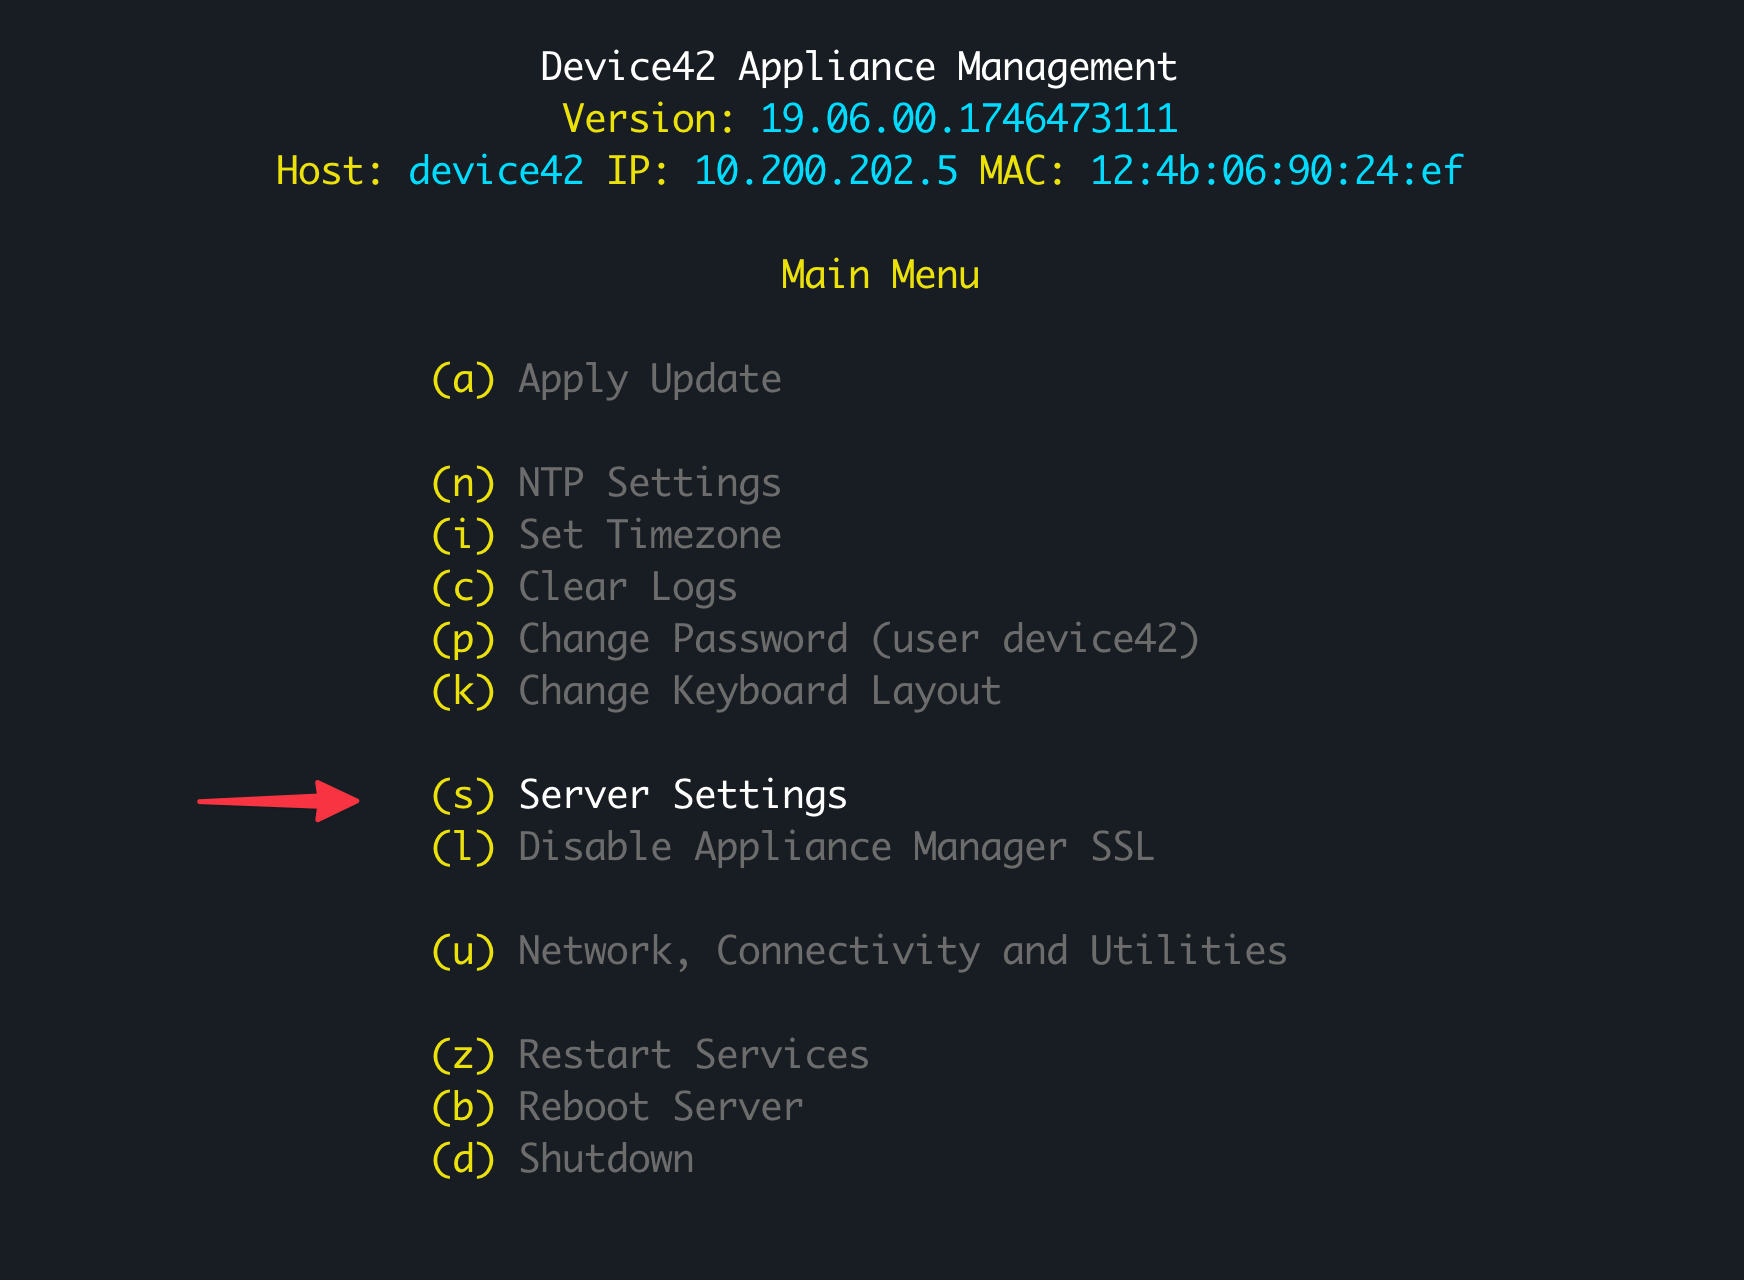 Device42 Appliance Management
Version: 19.06.00.1746473111
Host: device42 IP: 10.200.202.5 MAC: 12:4b:06:90:24:ef
Main Menu
(a) Apply Update
(n) NTP Settings
(i) Set Timezone
(c) Clear Logs
(p) Change Password (user device42)
(k) Change Keyboard Layout
(s) Server Settings
(l) Disable Appliance Manager SSL
(u) Network, Connectivity and Utilities
(z) Restart Services
(b) Reboot Server
(d) Shutdown